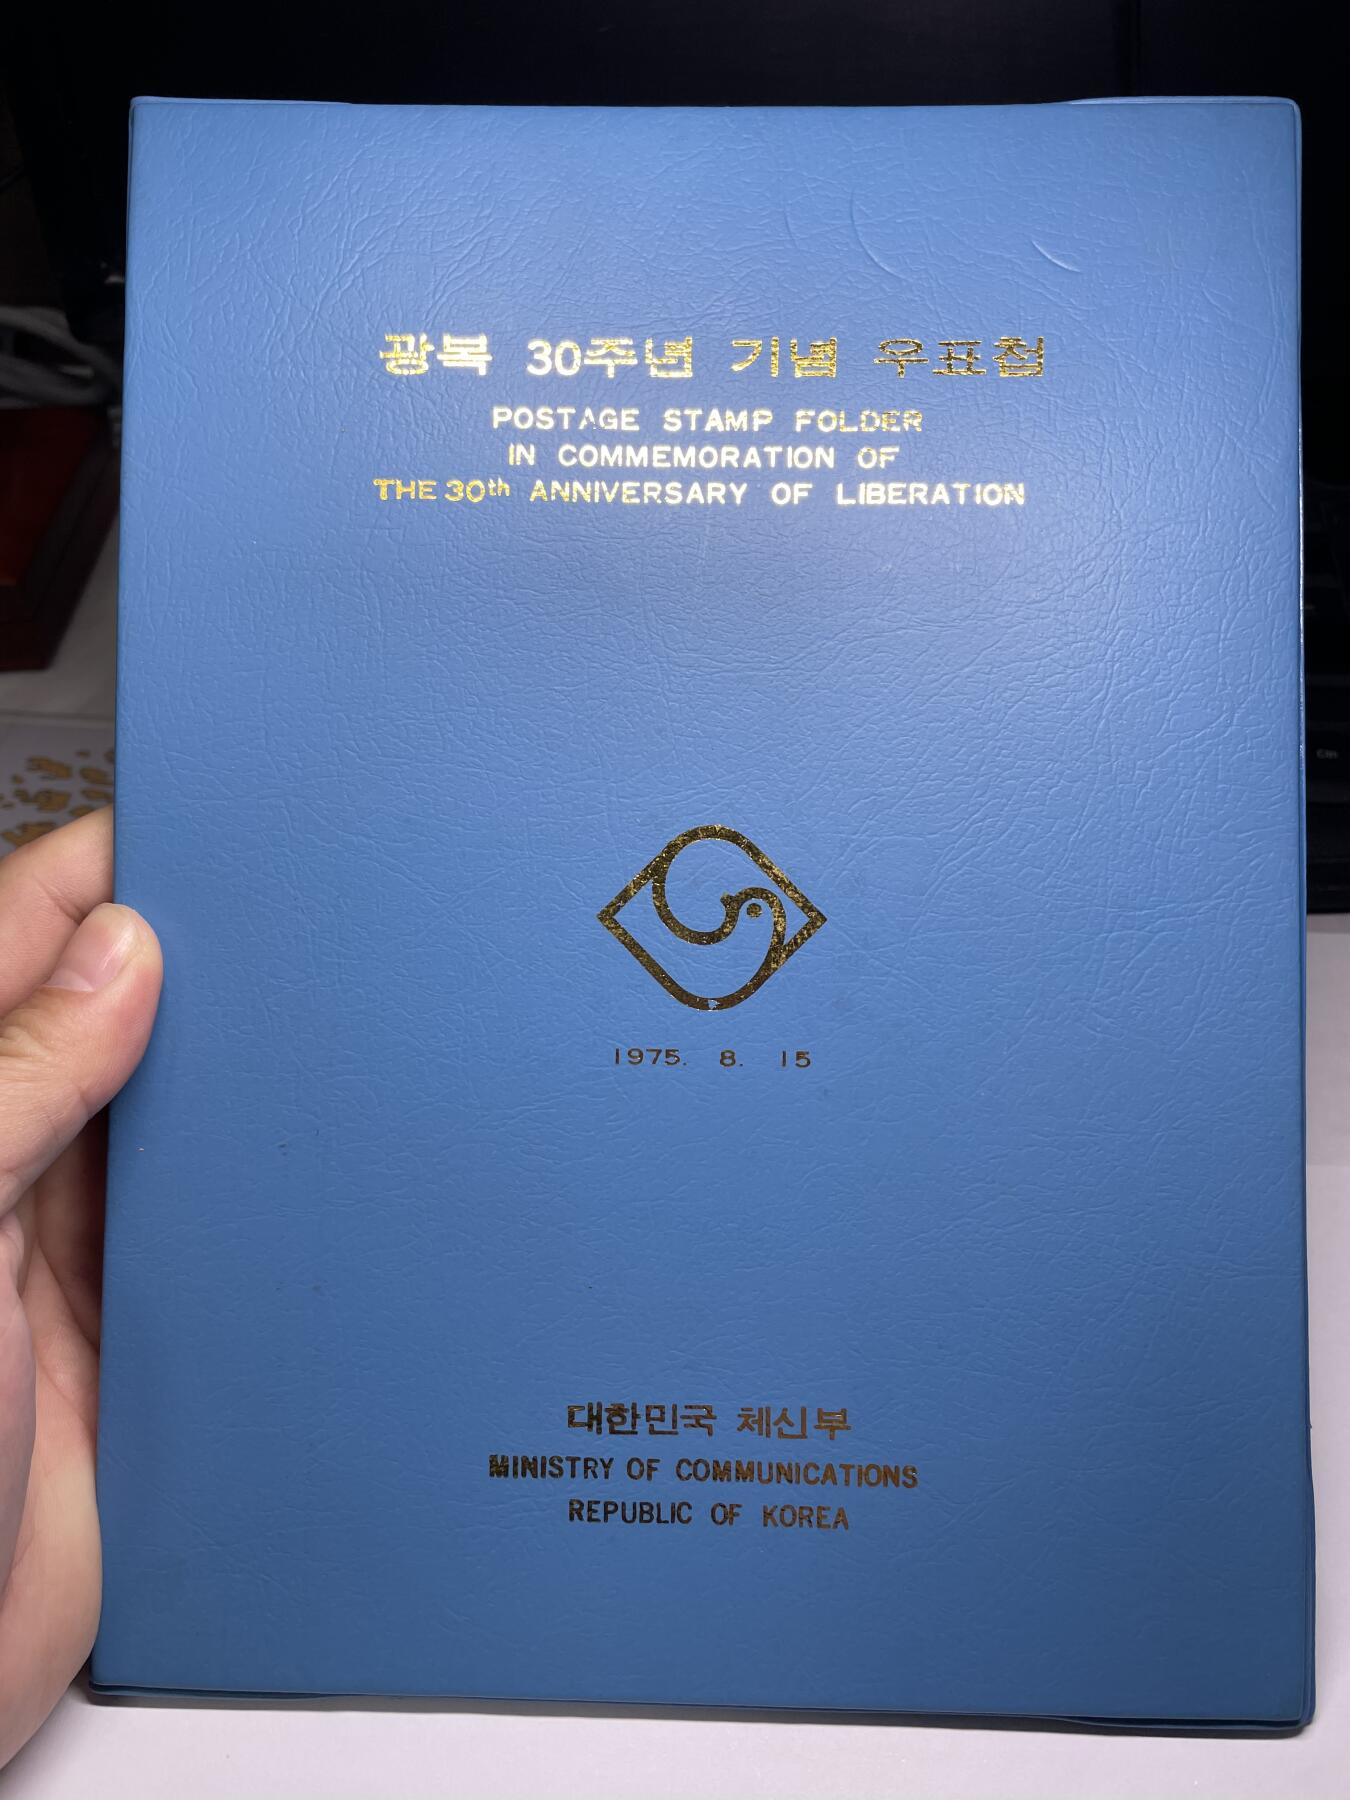 광복 30주년 기념 우표첩
POSTAGE STAMP FOLDER
IN COMMEMORATION OF
THE 30th ANNIVERSARY OF LIBERATION
1975. 8. 15
대한민국 체신부
MINISTRY OF COMMUNICATIONS
REPUBLIC OF KOREA